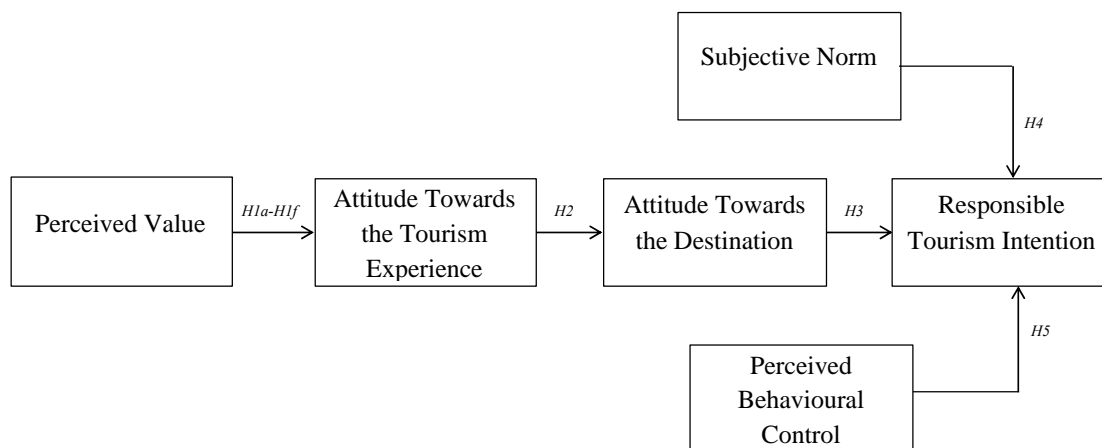 Subjective Norm
H4
Perceived Value
H1a-H1f
Attitude Towards
the Tourism
Experience
H2
Attitude Towards
the Destination
H3
Responsible
Tourism Intention
H5
Perceived
Behavioural
Control